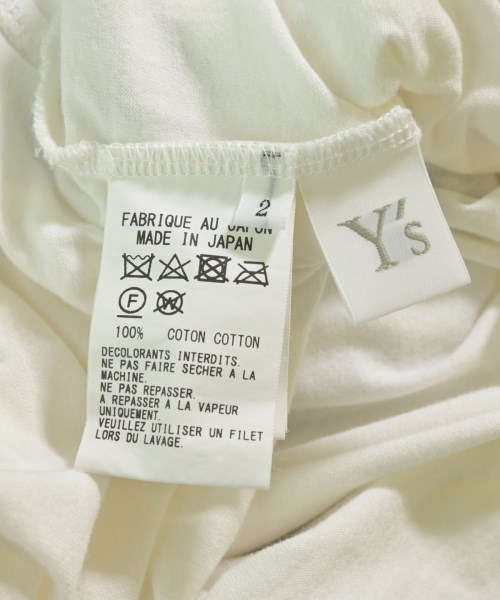 2
Y's
FABRIQUE AU JAPON
MADE IN JAPAN
F
W
100% COTON COTTON
DECOLORANTS INTERDITS.
NE PAS FAIRE SECHER A LA
MACHINE.
NE PAS REPASSER.
A REPASSER A LA VAPEUR
UNIQUEMENT.
VEUILLEZ UTILISER UN FILET
LORS DU LAVAGE.